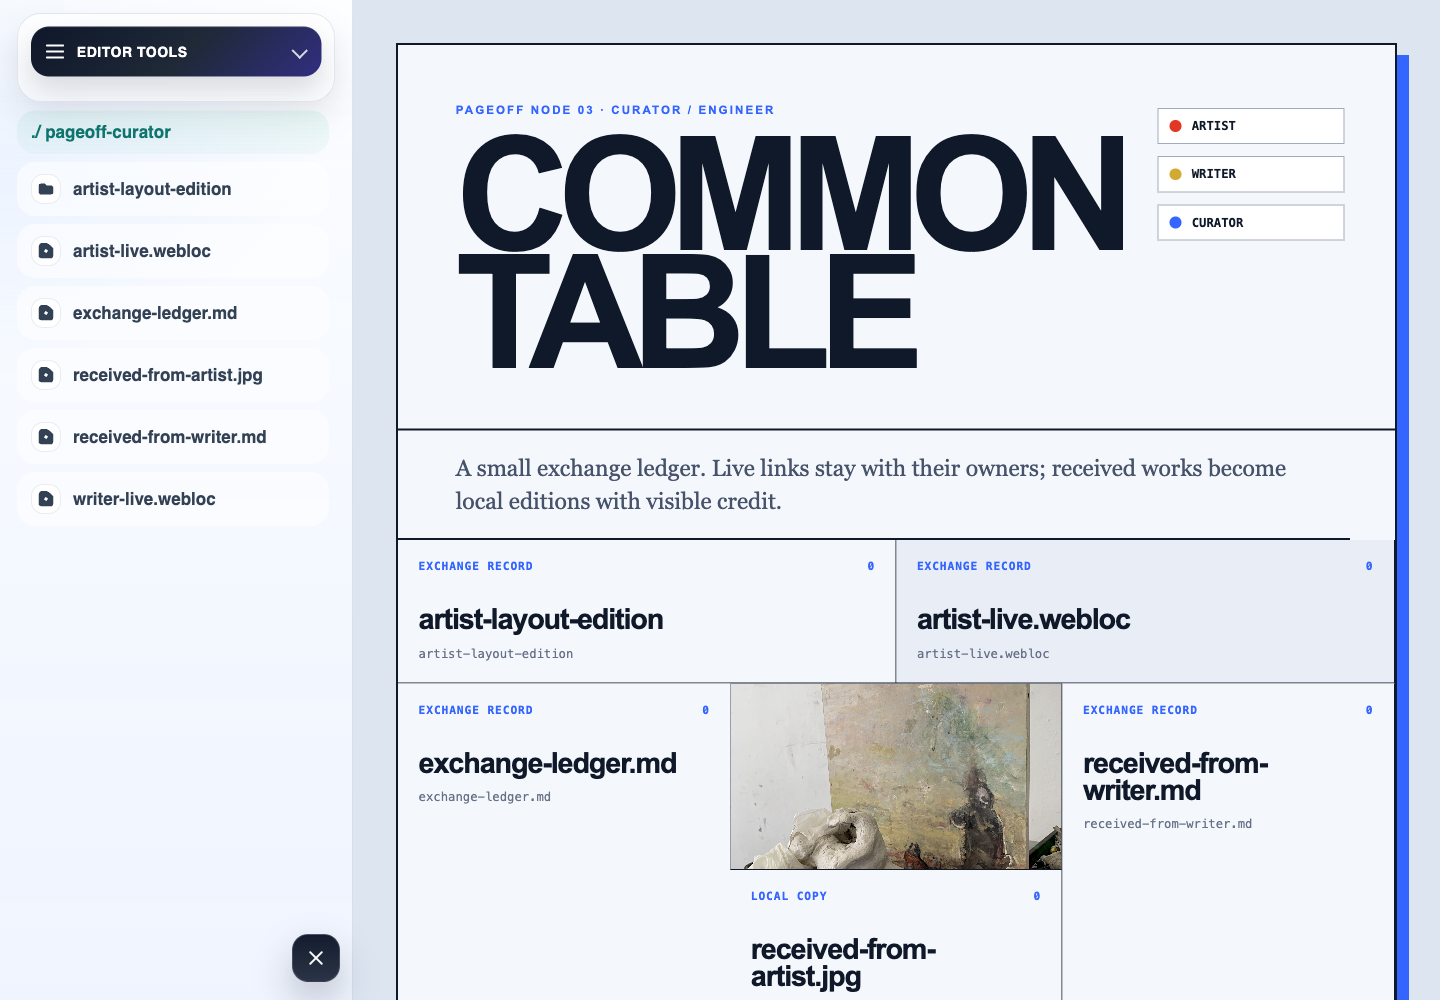 EDITOR TOOLS
./ pageoff-curator
artist-layout-edition
artist-live.webloc
exchange-ledger.md
received-from-artist.jpg
received-from-writer.md
writer-live.webloc
PAGEOFF NODE 03 · CURATOR / ENGINEER
COMMON
TABLE
ARTIST
WRITER
CURATOR
A small exchange ledger. Live links stay with their owners; received works become
local editions with visible credit.
EXCHANGE RECORD 0
artist-layout-edition
artist-layout-edition
EXCHANGE RECORD 0
artist-live.webloc
artist-live.webloc
EXCHANGE RECORD 0
exchange-ledger.md
exchange-ledger.md
LOCAL COPY 0
received-from-
artist.jpg
EXCHANGE RECORD 0
received-from-
writer.md
received-from-writer.md